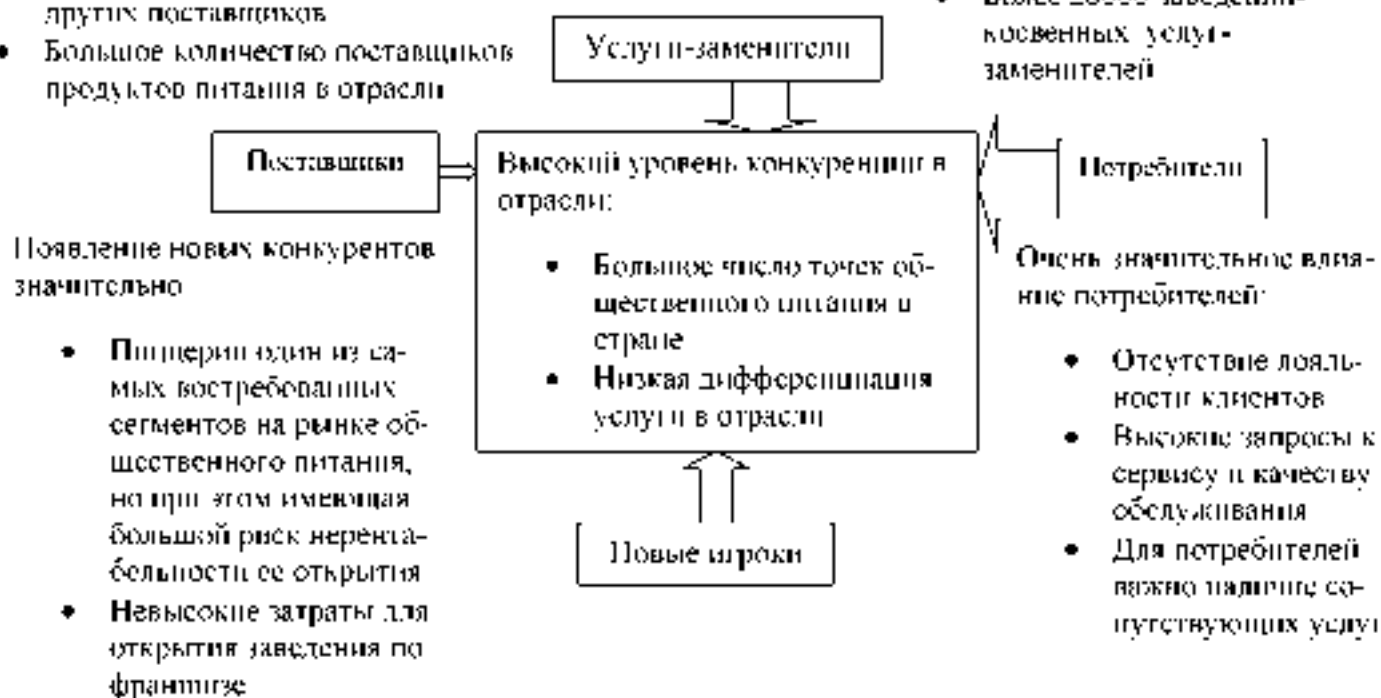 других поставщиков
• Большое количество поставщиков
продуктов питания в отрасли
Услуги-заменители
косвенных услуг-
заменителей
Поставщики
Высокий уровень конкуренции в
отрасли:
• Большое число точек об-
щественного питания в
стране
• Низкая дифференциация
услуги в отрасли
Потребители
Появление новых конкурентов
значительно
• Пиццерии один из са-
мых востребованных
сегментов на рынке об-
щественного питания,
но при этом имеющая
большой риск нерента-
бельности ее открытия
• Невысокие затраты для
открытия заведения по
франшизе
Новые игроки
Очень значительное влия-
ние потребителей:
• Отсутствие лояль-
ности клиентов
• Высокие запросы к
сервису и качеству
обслуживания
• Для потребителей
важно наличие со-
путствующих услуг